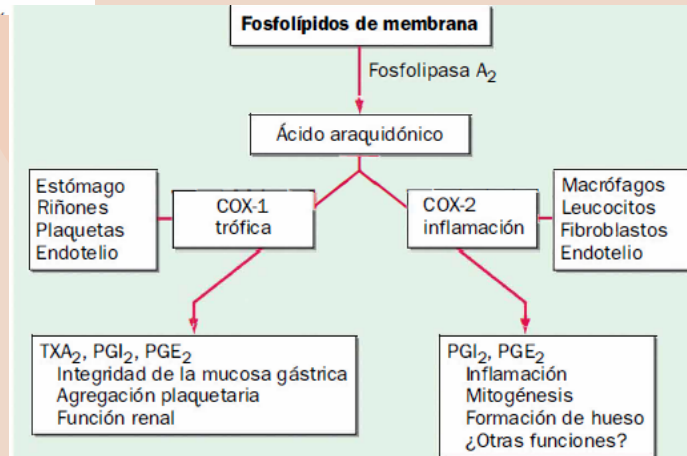 Fosfolípidos de membrana
Fosfolipasa A₂
Ácido araquidónico
Estómago
Riñones
Plaquetas
Endotelio
COX-1
trófica
COX-2
inflamación
Macrófagos
Leucocitos
Fibroblastos
Endotelio
TXA₂, PGI₂, PGE₂
Integridad de la mucosa gástrica
Agregación plaquetaria
Función renal
PGI₂, PGE₂
Inflamación
Mitogénesis
Formación de hueso
¿Otras funciones?